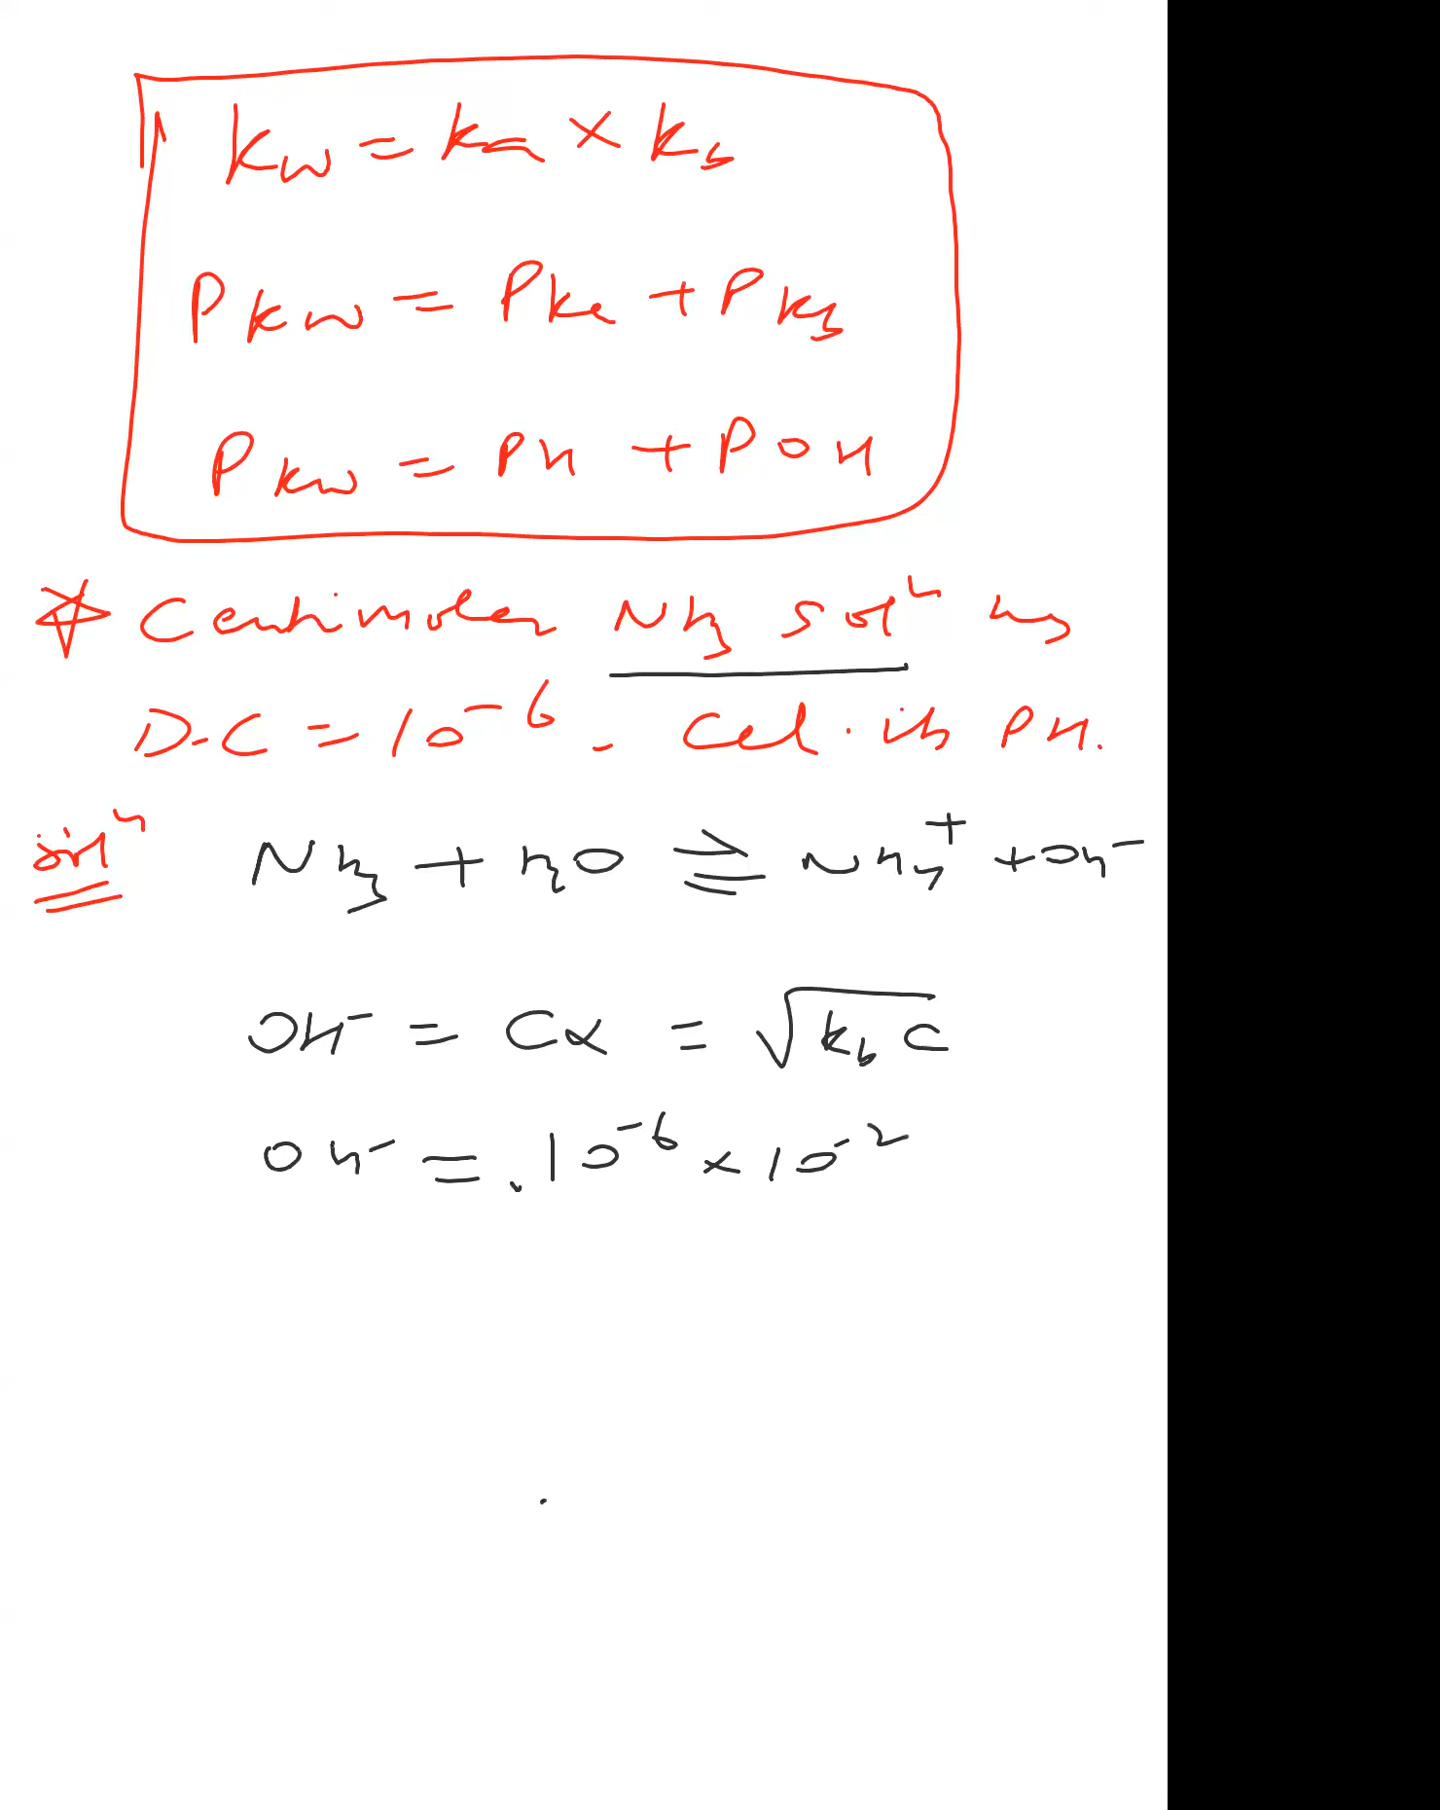 Kw = Ka × Kb
PKw = PKa + PKb
PKw = PH + POH
☆ Centimolar NH3 solⁿ has
D.C = 10⁻⁶. Cal. its PH.
solⁿ NH3 + H2O ⇌ NH4⁺ + OH⁻
OH⁻ = Cα = √Kb C
OH⁻ = 10⁻⁶ × 10⁻²